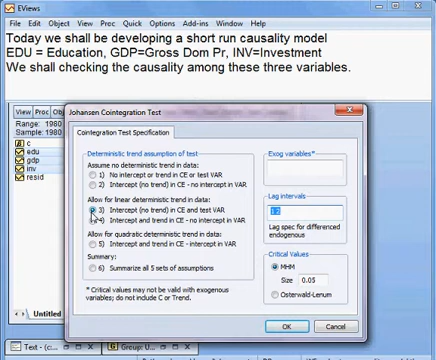 EViews
File Edit Object View Proc Quick Options Add-ins Window Help
Today we shall be developing a short run causality model
EDU = Education, GDP=Gross Dom Pr, INV=Investment
We shall checking the causality among these three variables.
View Proc
Range: 1980
Sample: 1980
c
edu
gdp
inv
resid
Untitled
Johansen Cointegration Test
Cointegration Test Specification
Deterministic trend assumption of test
Assume no deterministic trend in data:
1) No intercept or trend in CE or test VAR
2) Intercept (no trend) in CE - no intercept in VAR
Allow for linear deterministic trend in data:
3) Intercept (no trend) in CE and test VAR
4) Intercept and trend in CE - no intercept in VAR
Allow for quadratic deterministic trend in data:
5) Intercept and trend in CE - intercept in VAR
Summary:
6) Summarize all 5 sets of assumptions
* Critical values may not be valid with exogenous
variables; do not include C or Trend.
Exog variables*
Lag intervals
1 2
Lag spec for differenced
endogenous
Critical Values
MHM
Size 0.05
Osterwald-Lenum
OK Cancel
Text - (c... Group: U...